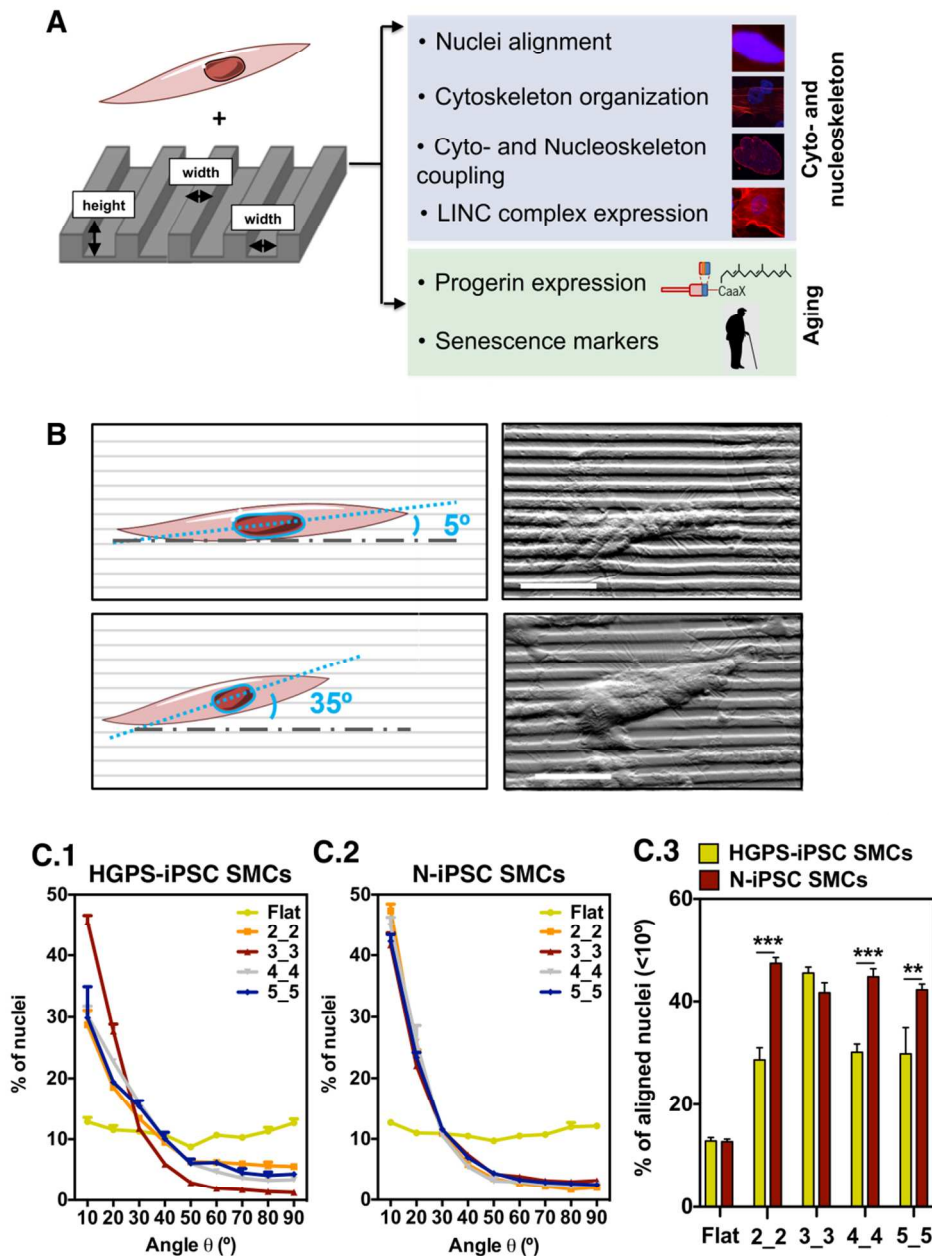 A
+
height
width
width
• Nuclei alignment
• Cytoskeleton organization
• Cyto- and Nucleoskeleton
coupling
• LINC complex expression
Cyto- and
nucleoskeleton
• Progerin expression
CaaX
• Senescence markers
Aging
B
5º
35º
C.1
HGPS-iPSC SMCs
% of nuclei
50
40
30
20
10
0
Flat
2_2
3_3
4_4
5_5
10 20 30 40 50 60 70 80 90
Angle θ (º)
C.2
N-iPSC SMCs
% of nuclei
50
40
30
20
10
0
Flat
2_2
3_3
4_4
5_5
10 20 30 40 50 60 70 80 90
Angle θ (º)
C.3
HGPS-iPSC SMCs
N-iPSC SMCs
% of aligned nuclei (<10º)
60
40
20
0
***
***
**
Flat
2_2
3_3
4_4
5_5